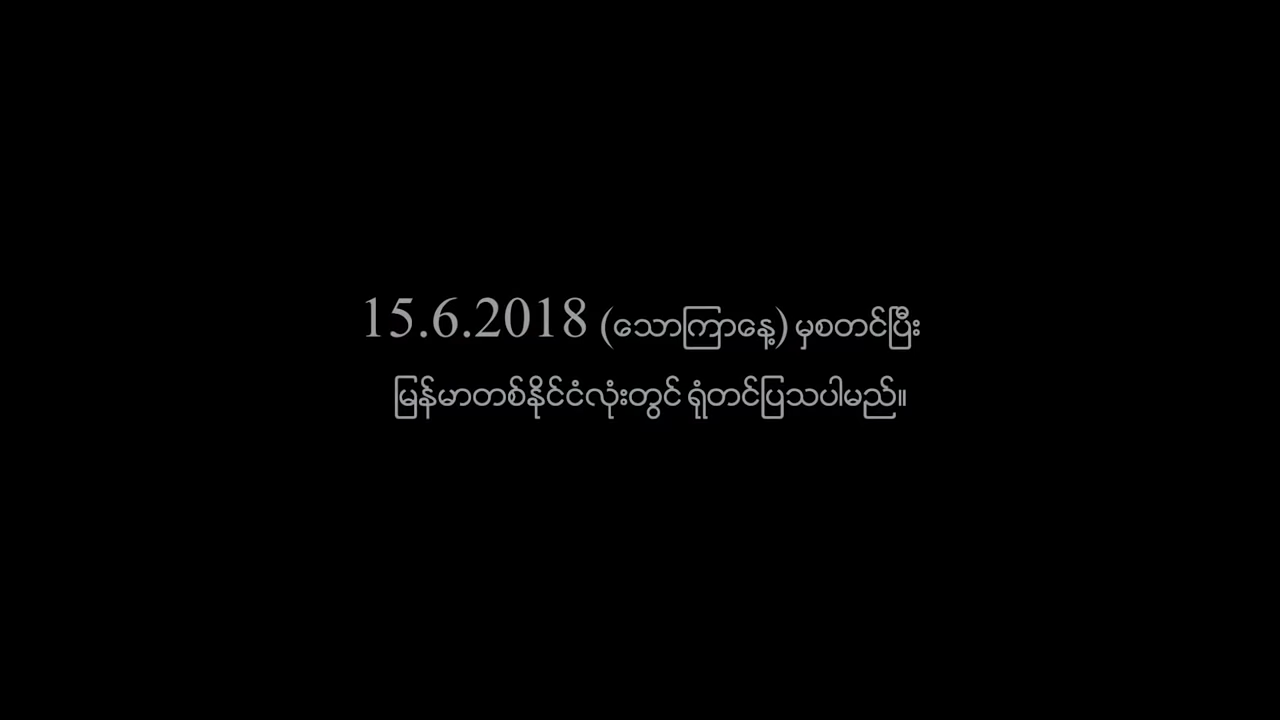 15.6.2018 (သောကြာနေ့) မှစတင်ပြီး
မြန်မာတစ်နိုင်ငံလုံးတွင် ရုံတင်ပြသပါမည်။